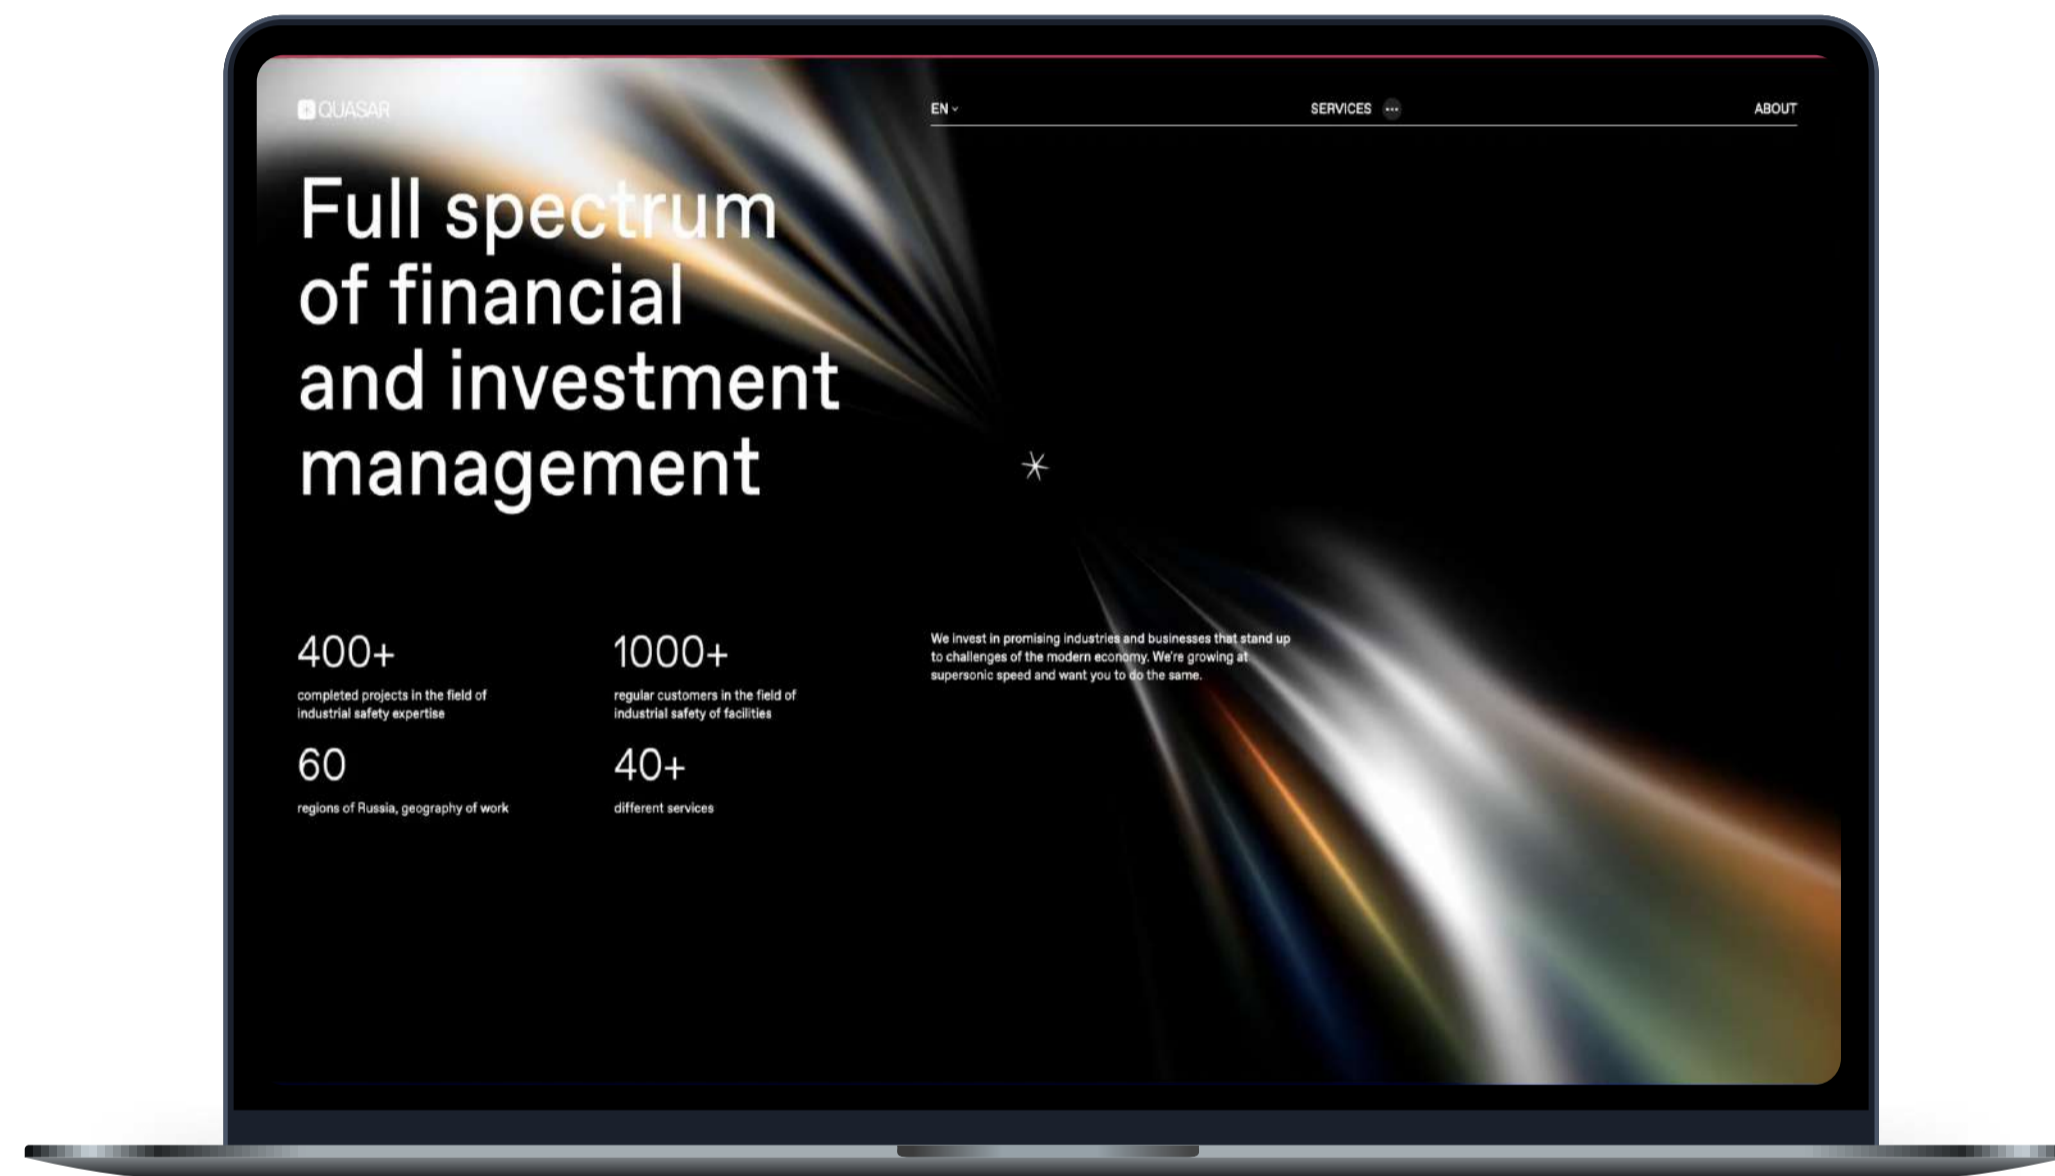 QUASAR
EN
SERVICES
ABOUT
Full spectrum
of financial
and investment
management
400+
completed projects in the field of
industrial safety expertise
1000+
regular customers in the field of
industrial safety of facilities
60
regions of Russia, geography of work
40+
different services
We invest in promising industries and businesses that stand up
to challenges of the modern economy. We're growing at
supersonic speed and want you to do the same.